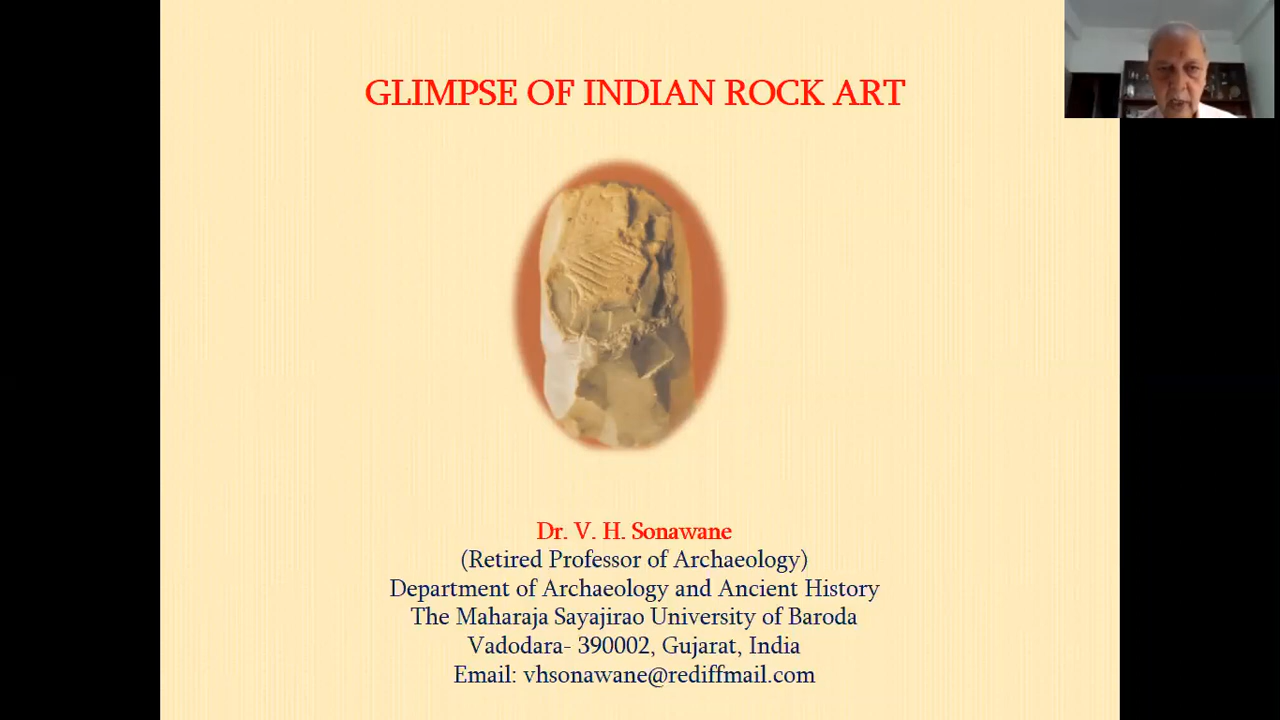 GLIMPSE OF INDIAN ROCK ART
Dr. V. H. Sonawane
(Retired Professor of Archaeology)
Department of Archaeology and Ancient History
The Maharaja Sayajirao University of Baroda
Vadodara- 390002, Gujarat, India
Email: vhsonawane@rediffmail.com